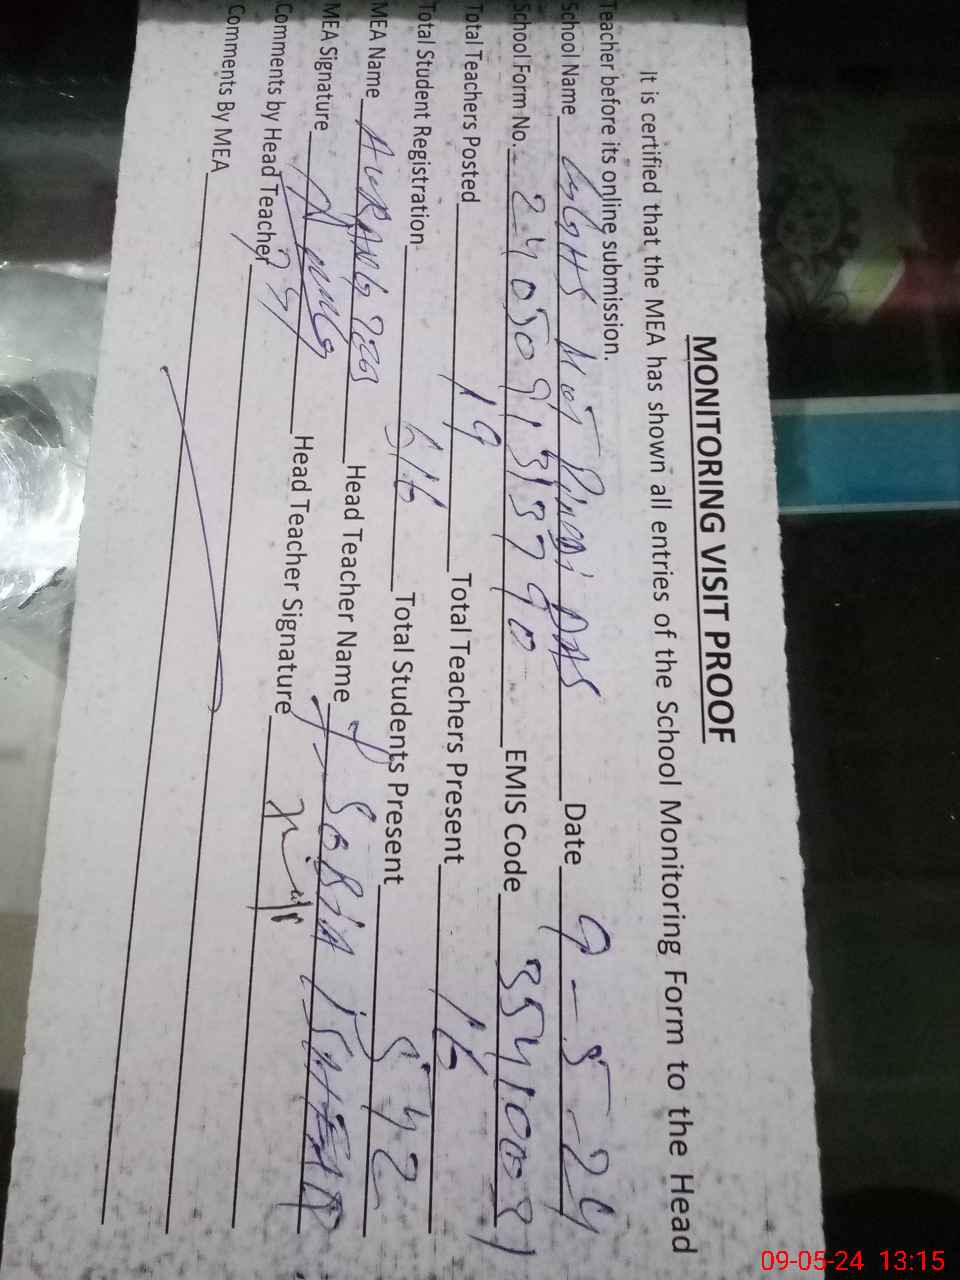 MONITORING VISIT PROOF
It is certified that the MEA has shown all entries of the School Monitoring Form to the Head
Teacher before its online submission.
School Name GGHS Pindi Date 9-5-24
School Form No. EMIS Code
Total Teachers Posted 19 Total Teachers Present 16
Total Student Registration 616 Total Students Present 542
MEA Name AURANGZEB Head Teacher Name SOBIA
MEA Signature Head Teacher Signature
Comments by Head Teacher
Comments By MEA
09-05-24 13:15